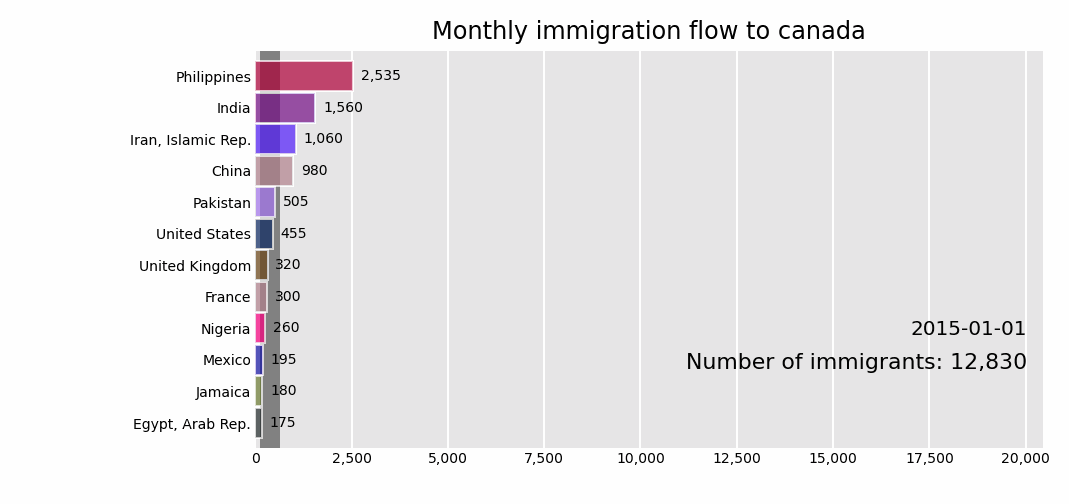 Monthly immigration flow to canada
Philippines 2,535
India 1,560
Iran, Islamic Rep. 1,060
China 980
Pakistan 505
United States 455
United Kingdom 320
France 300
Nigeria 260
2015-01-01
Mexico 195
Number of immigrants: 12,830
Jamaica 180
Egypt, Arab Rep. 175
0 2,500 5,000 7,500 10,000 12,500 15,000 17,500 20,000